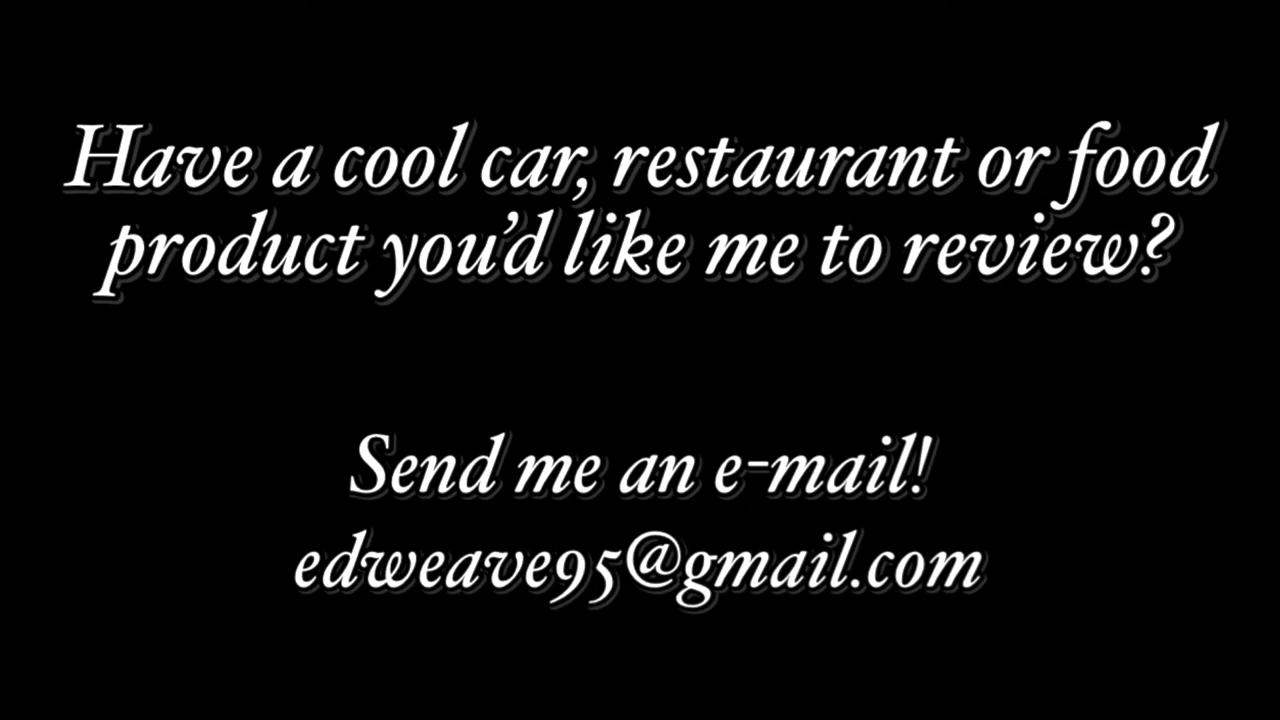 Have a cool car, restaurant or food
product you’d like me to review?
Send me an e-mail!
edweave95@gmail.com